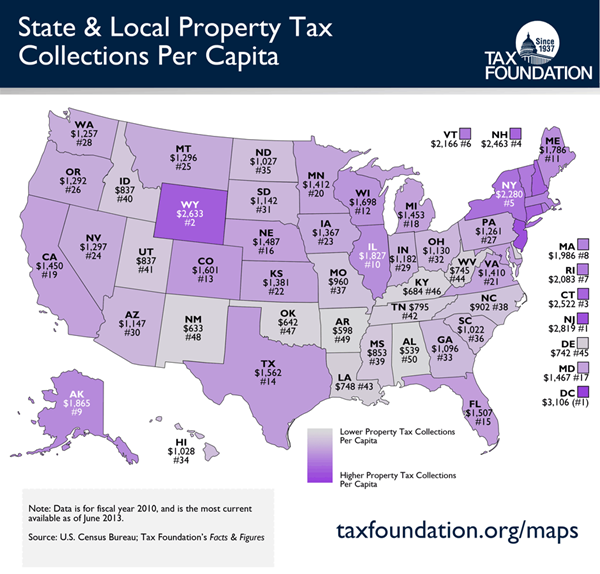 State & Local Property Tax
Collections Per Capita
Since
1937
TAX
FOUNDATION
WA
$1,257
#28
OR
$1,292
#26
CA
$1,450
#19
NV
$1,297
#24
ID
$837
#40
MT
$1,296
#25
WY
$2,633
#2
UT
$837
#41
AZ
$1,147
#30
CO
$1,601
#13
NM
$633
#48
ND
$1,027
#35
SD
$1,142
#31
NE
$1,487
#16
KS
$1,381
#22
OK
$642
#47
TX
$1,562
#14
MN
$1,412
#20
IA
$1,367
#23
MO
$960
#37
AR
$598
#49
LA
$748 #43
WI
$1,698
#12
IL
$1,827
#10
MI
$1,453
#18
IN
$1,182
#29
OH
$1,130
#32
KY
$684 #46
TN $795
#42
MS
$853
#39
AL
$539
#50
GA
$1,096
#33
FL
$1,507
#15
SC
$1,022
#36
NC
$902 #38
VA
$1,410
#21
WV
$745
#44
PA
$1,261
#27
NY
$2,280
#5
VT
$2,166 #6
NH
$2,463 #4
ME
$1,786
#11
MA
$1,986 #8
RI
$2,083 #7
CT
$2,522 #3
NJ
$2,819 #1
DE
$742 #45
MD
$1,467 #17
DC
$3,106 (#1)
AK
$1,865
#9
HI
$1,028
#34
Lower Property Tax Collections
Per Capita
Higher Property Tax Collections
Per Capita
Note: Data is for fiscal year 2010, and is the most current
available as of June 2013.
Source: U.S. Census Bureau; Tax Foundation's Facts & Figures
taxfoundation.org/maps